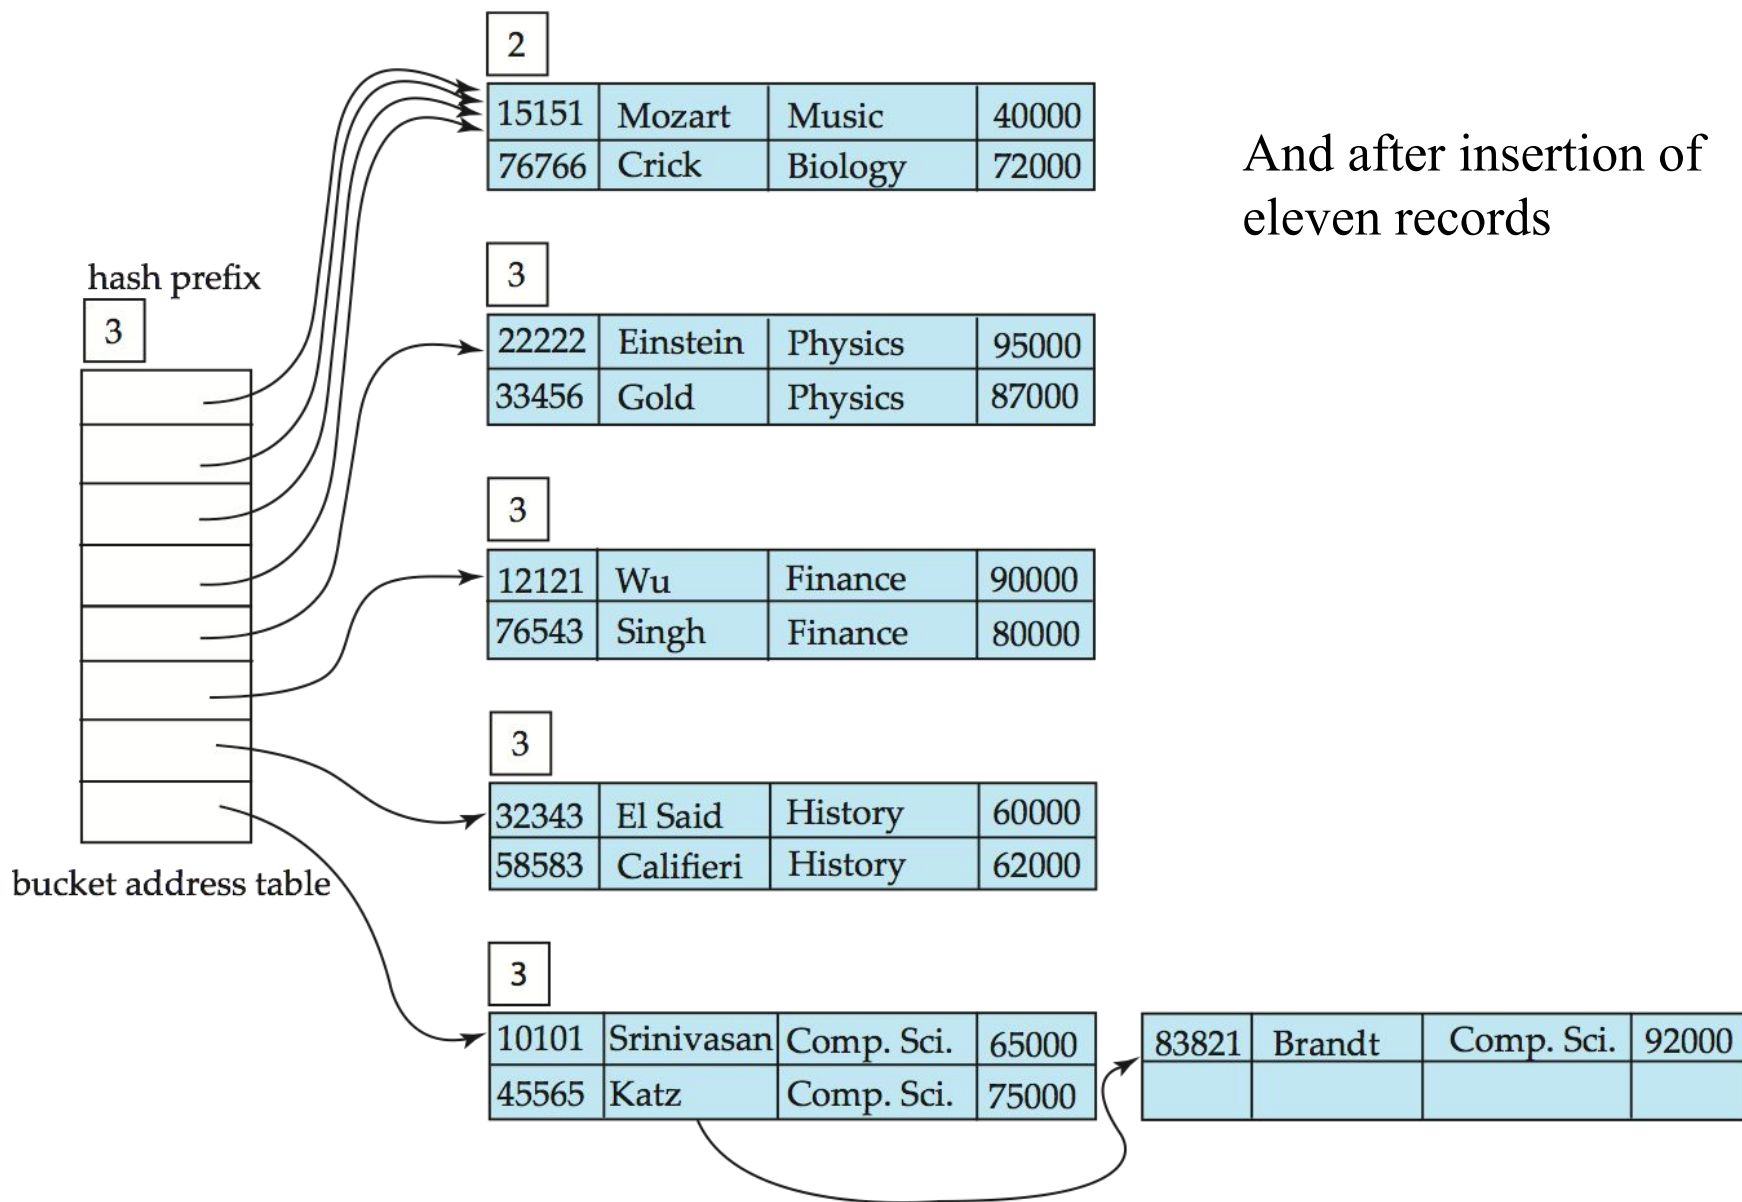 2
15151 Mozart Music 40000
76766 Crick Biology 72000
And after insertion of
eleven records
hash prefix
3
3
22222 Einstein Physics 95000
33456 Gold Physics 87000
3
12121 Wu Finance 90000
76543 Singh Finance 80000
3
32343 El Said History 60000
58583 Califieri History 62000
bucket address table
3
10101 Srinivasan Comp. Sci. 65000
45565 Katz Comp. Sci. 75000
83821 Brandt Comp. Sci. 92000